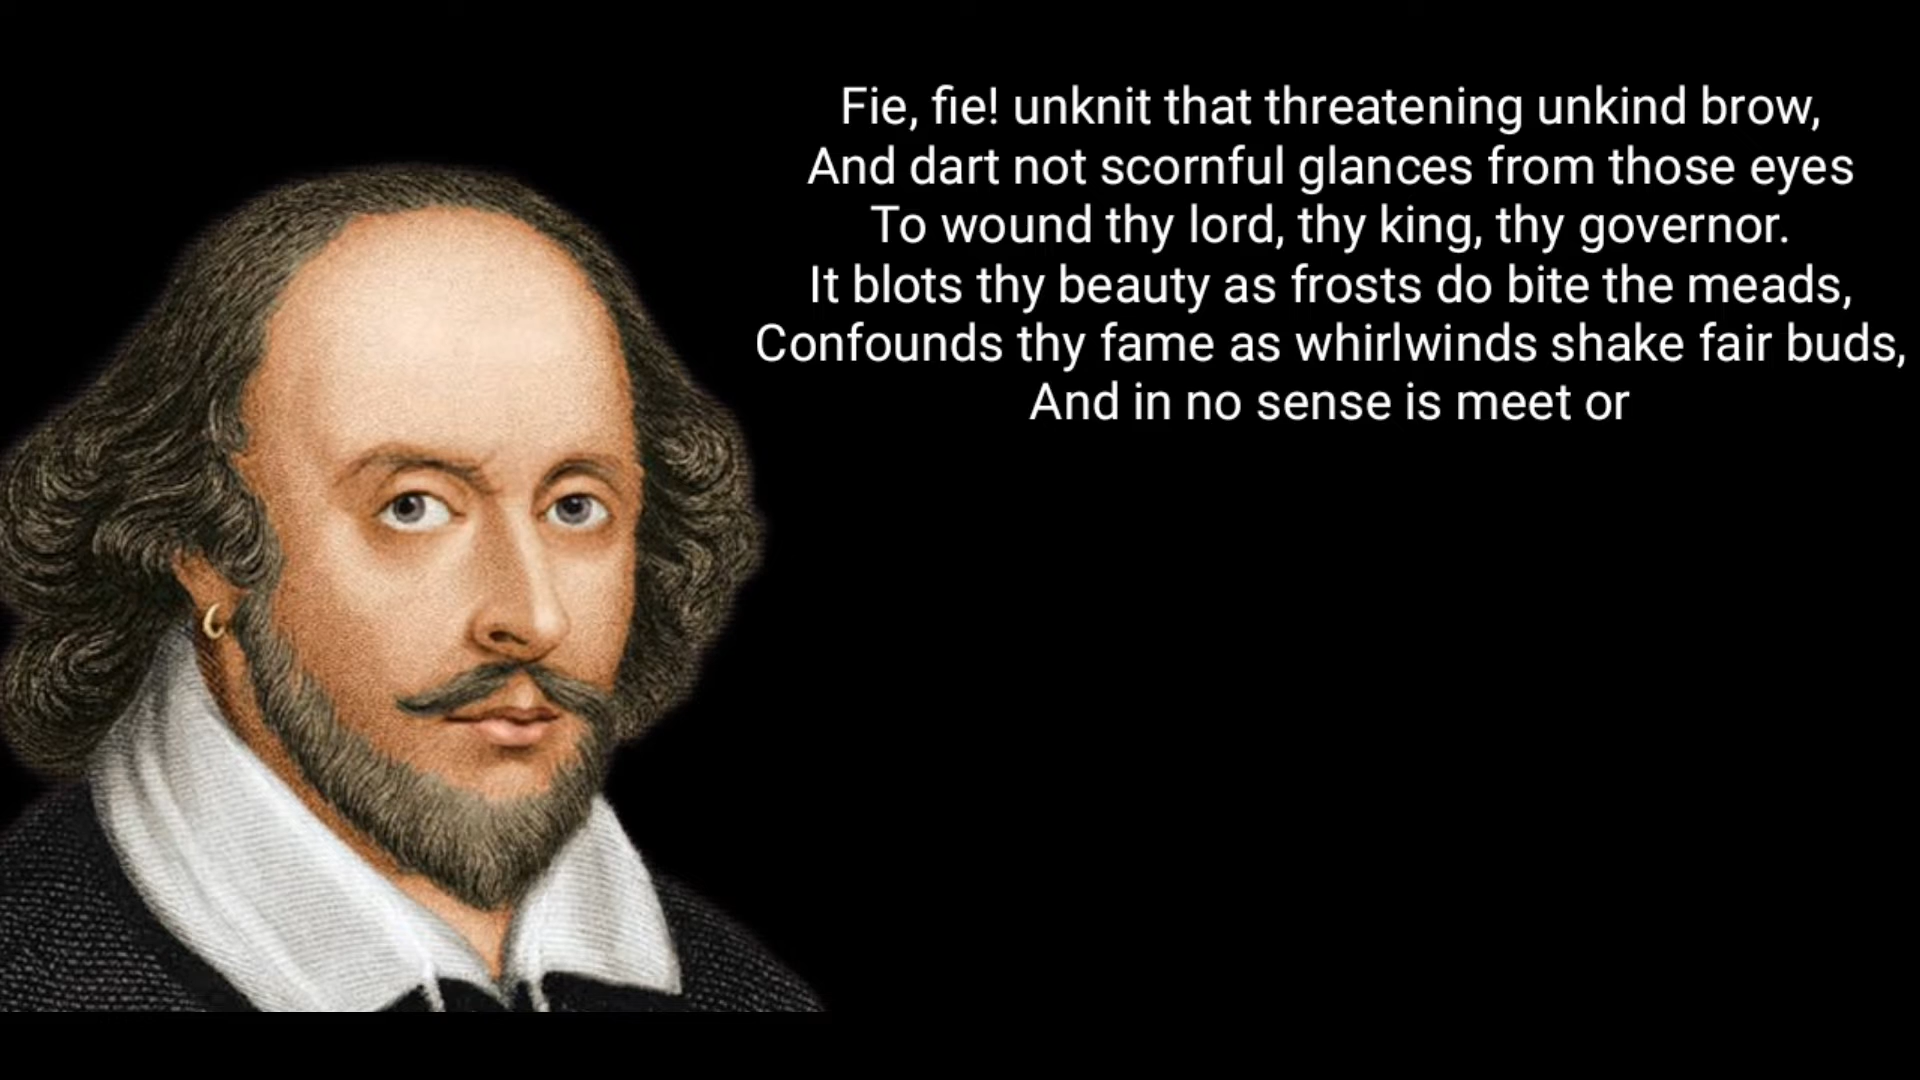 Fie, fie! unknit that threatening unkind brow,
And dart not scornful glances from those eyes
To wound thy lord, thy king, thy governor.
It blots thy beauty as frosts do bite the meads,
Confounds thy fame as whirlwinds shake fair buds,
And in no sense is meet or